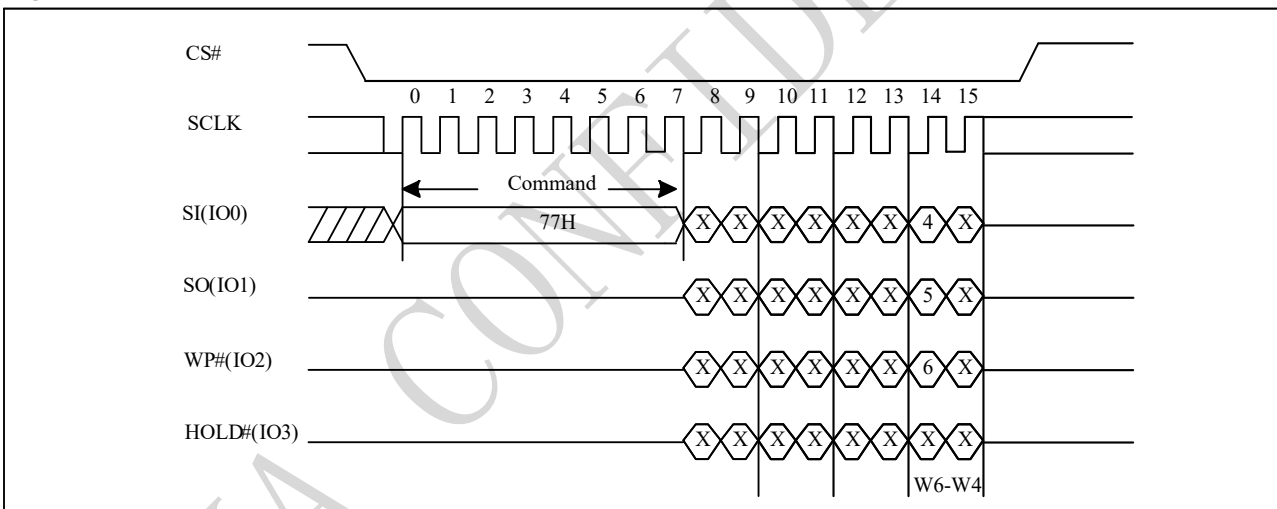 CS#
0 1 2 3 4 5 6 7 8 9 10 11 12 13 14 15
SCLK
Command
SI(IO0) 77H X X X X X X 4 X
SO(IO1) X X X X X X 5 X
WP#(IO2) X X X X X X 6 X
HOLD#(IO3) X X X X X X X X
W6-W4